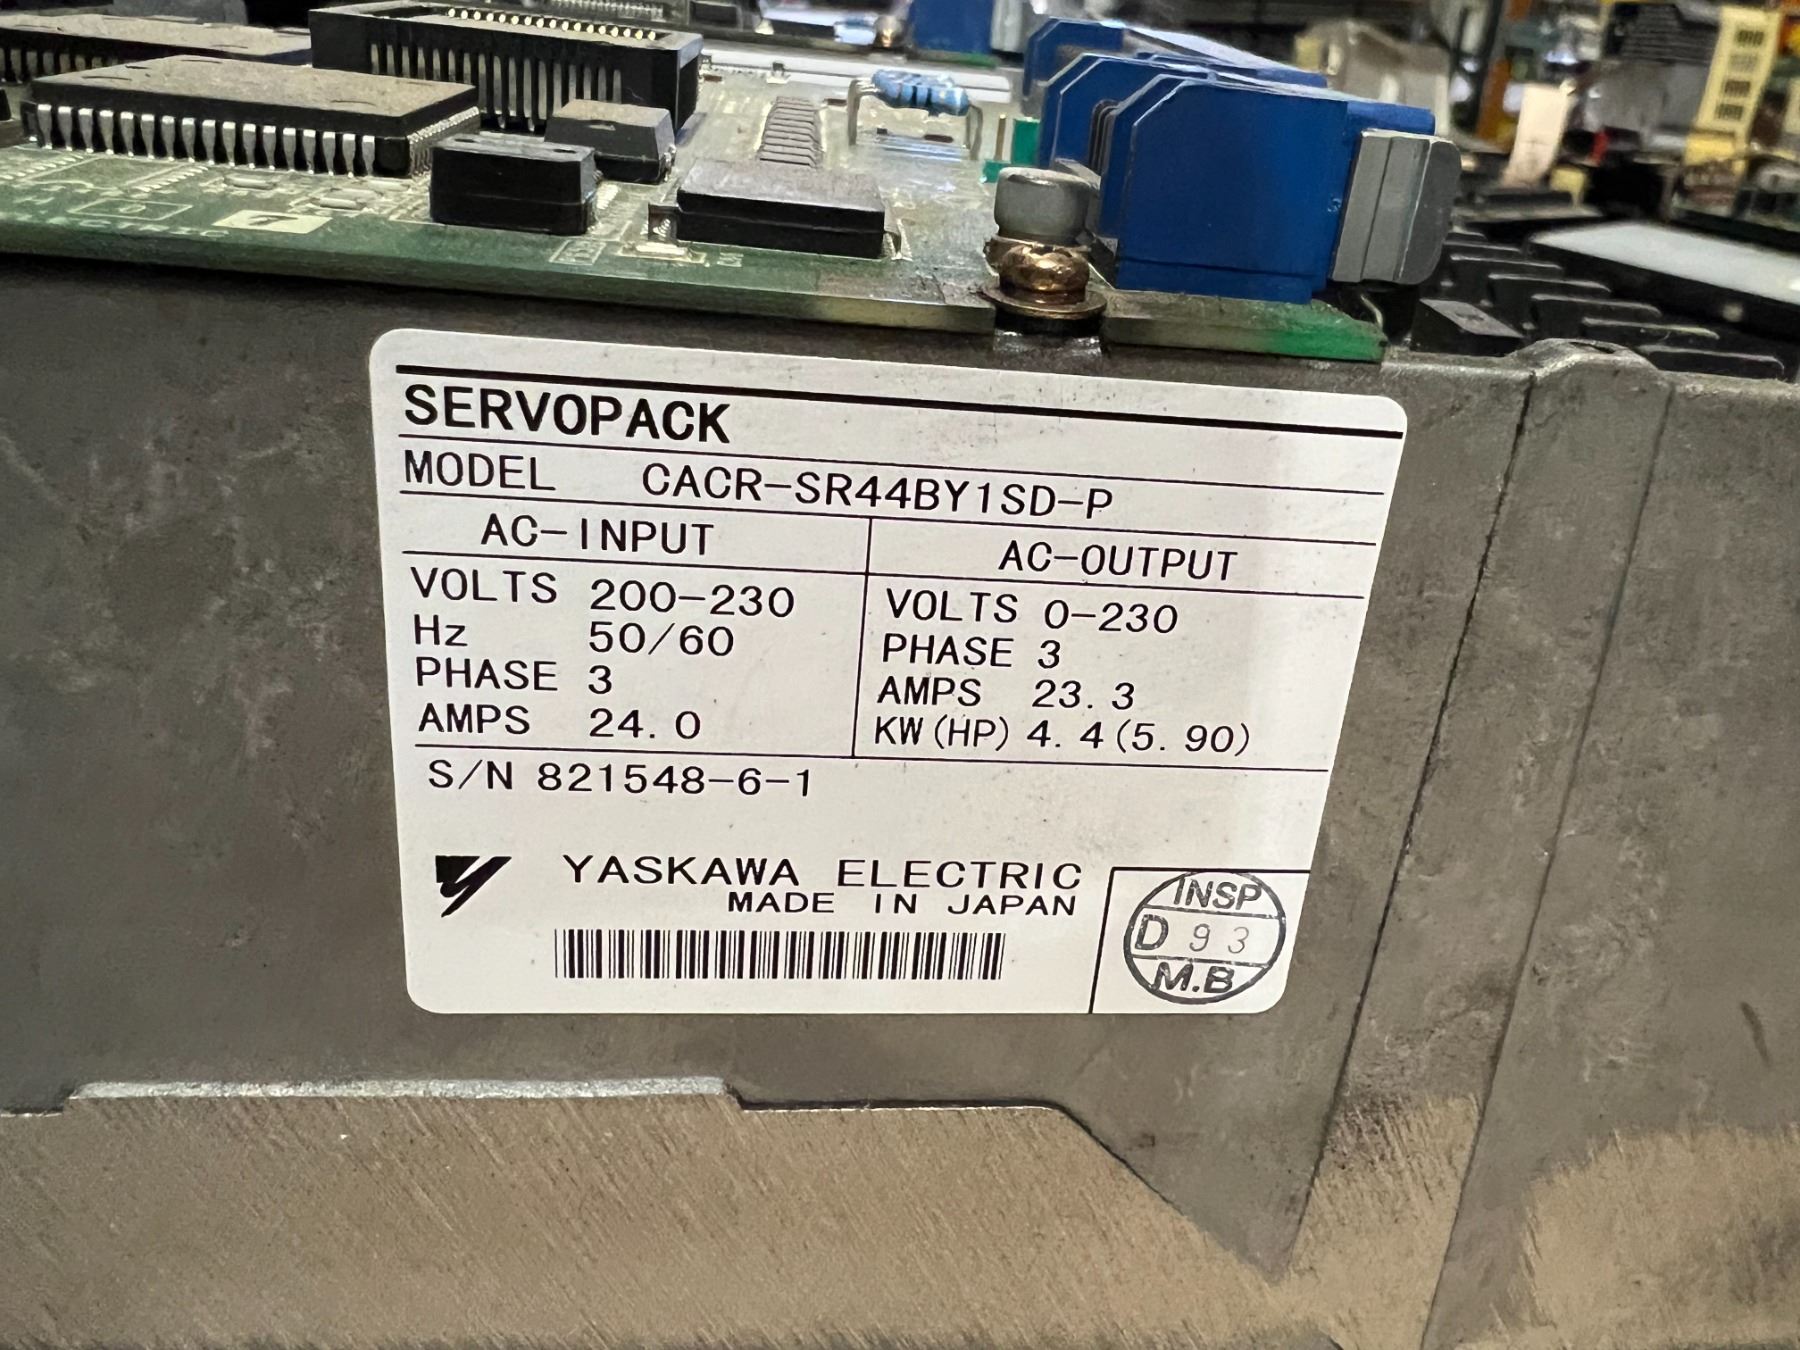 SERVOPACK
MODEL CACR-SR44BY1SD-P
AC-INPUT
VOLTS 200-230
Hz 50/60
PHASE 3
AMPS 24.0
AC-OUTPUT
VOLTS 0-230
PHASE 3
AMPS 23.3
KW(HP) 4.4(5.90)
S/N 821548-6-1
YASKAWA ELECTRIC
MADE IN JAPAN
INSP
D 93
M.B